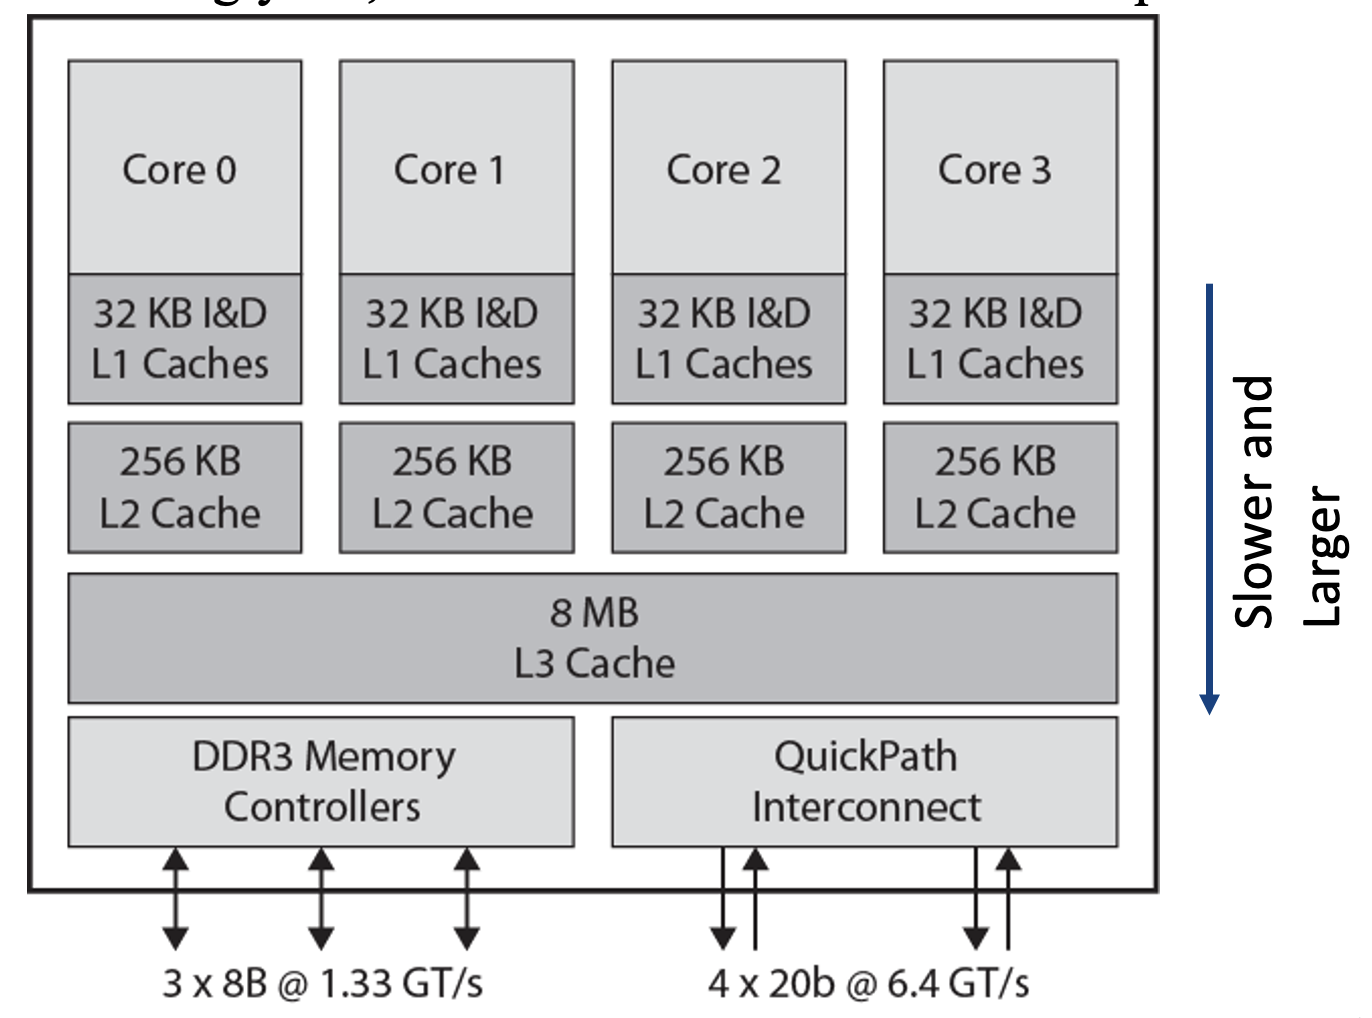 Core 0
Core 1
Core 2
Core 3
32 KB I&D
L1 Caches
32 KB I&D
L1 Caches
32 KB I&D
L1 Caches
32 KB I&D
L1 Caches
256 KB
L2 Cache
256 KB
L2 Cache
256 KB
L2 Cache
256 KB
L2 Cache
8 MB
L3 Cache
DDR3 Memory
Controllers
QuickPath
Interconnect
3 x 8B @ 1.33 GT/s
4 x 20b @ 6.4 GT/s
Slower and
Larger